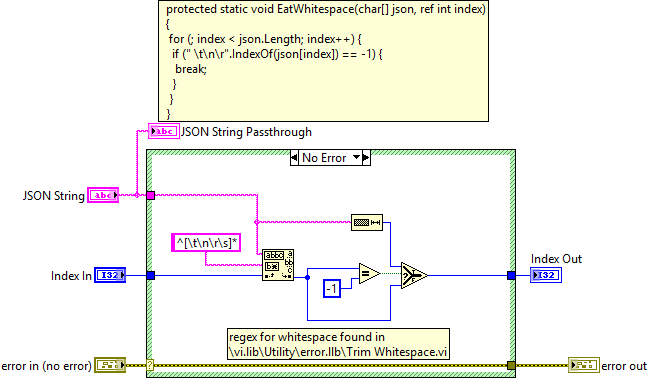 protected static void EatWhitespace(char[] json, ref int index)
{
for (; index < json.Length; index++) {
if (" \t\n\r".IndexOf(json[index]) == -1) {
break;
}
}
}
abc
JSON String Passthrough
No Error
JSON String
abc
^[\t\n\r\s]*
Index In
I32
-1
=
Index Out
I32
regex for whitespace found in
\vi.lib\Utility\error.llb\Trim Whitespace.vi
error in (no error)
?
error out